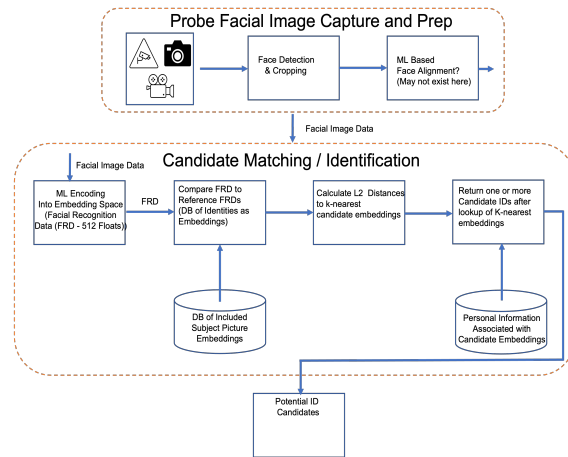 Probe Facial Image Capture and Prep
Face Detection
& Cropping
ML Based
Face Alignment?
(May not exist here)
Facial Image Data
Candidate Matching / Identification
Facial Image Data
ML Encoding
Into Embedding Space
(Facial Recognition
Data (FRD - 512 Floats))
FRD
Compare FRD to
Reference FRDs
(DB of Identities as
Embeddings)
Calculate L2 Distances
to k-nearest
candidate embeddings
Return one or more
Candidate IDs after
lookup of K-nearest
embeddings
DB of Included
Subject Picture
Embeddings
Personal Information
Associated with
Candidate Embeddings
Potential ID
Candidates